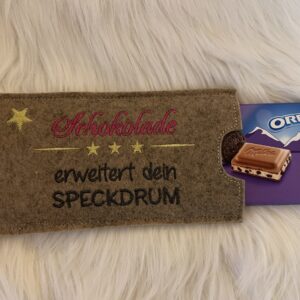 Schokolade
erweitert dein
SPECKDRUM
ORE